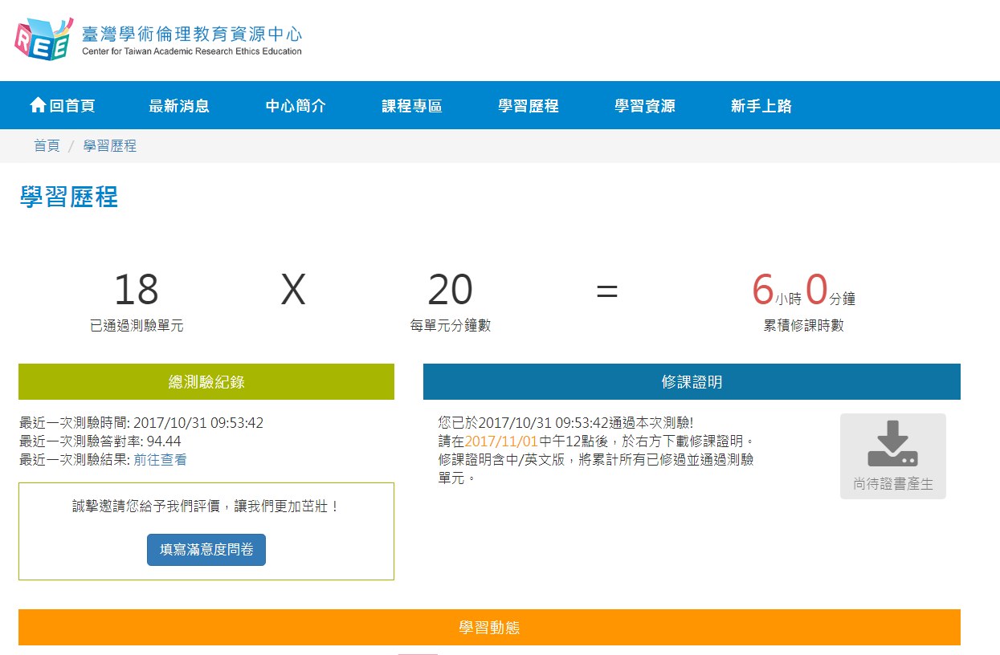 REE
臺灣學術倫理教育資源中心
Center for Taiwan Academic Research Ethics Education
回首頁 最新消息 中心簡介 課程專區 學習歷程 學習資源 新手上路
首頁 / 學習歷程
學習歷程
18 X 20 = 6小時0分鐘
已通過測驗單元 每單元分鐘數 累積修課時數
總測驗紀錄
最近一次測驗時間: 2017/10/31 09:53:42
最近一次測驗答對率: 94.44
最近一次測驗結果: 前往查看
誠摯邀請您給予我們評價，讓我們更加茁壯！
填寫滿意度問卷
修課證明
您已於2017/10/31 09:53:42通過本次測驗!
請在2017/11/01中午12點後，於右方下載修課證明。
修課證明含中/英文版，將累計所有已修過並通過測驗
單元。
尚待證書產生
學習動態